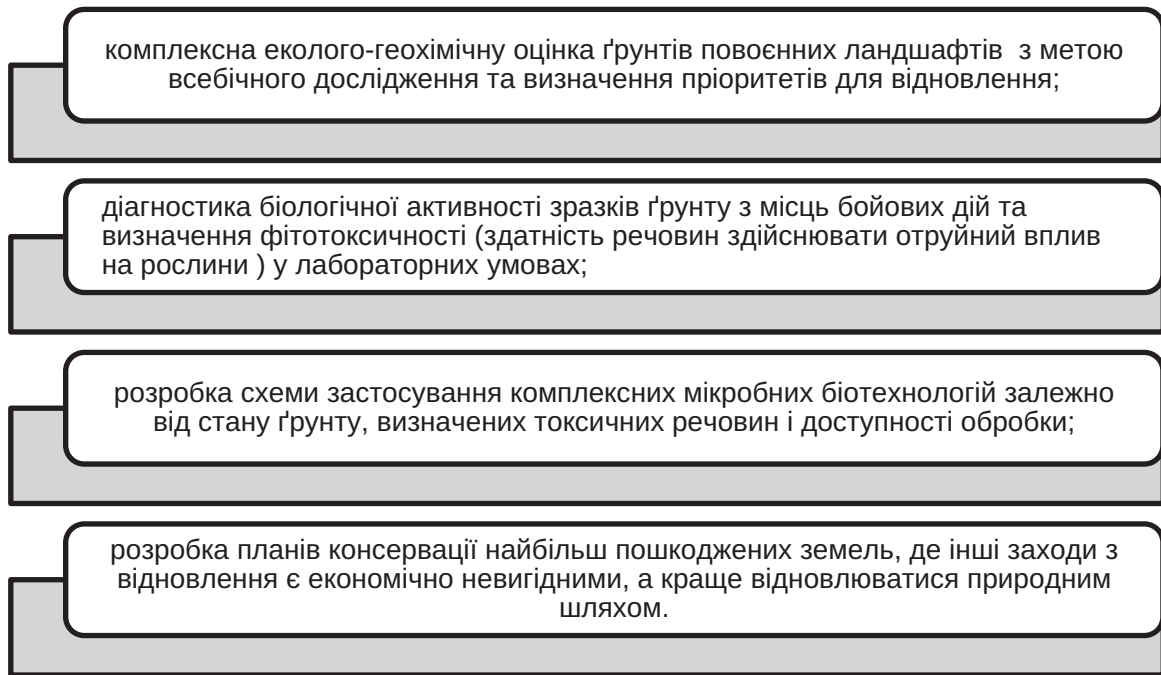 комплексна еколого-геохімічну оцінка ґрунтів повоєнних ландшафтів з метою
всебічного дослідження та визначення пріоритетів для відновлення;
діагностика біологічної активності зразків ґрунту з місць бойових дій та
визначення фітотоксичності (здатність речовин здійснювати отруйний вплив
на рослини ) у лабораторних умовах;
розробка схеми застосування комплексних мікробних біотехнологій залежно
від стану ґрунту, визначених токсичних речовин і доступності обробки;
розробка планів консервації найбільш пошкоджених земель, де інші заходи з
відновлення є економічно невигідними, а краще відновлюватися природним
шляхом.